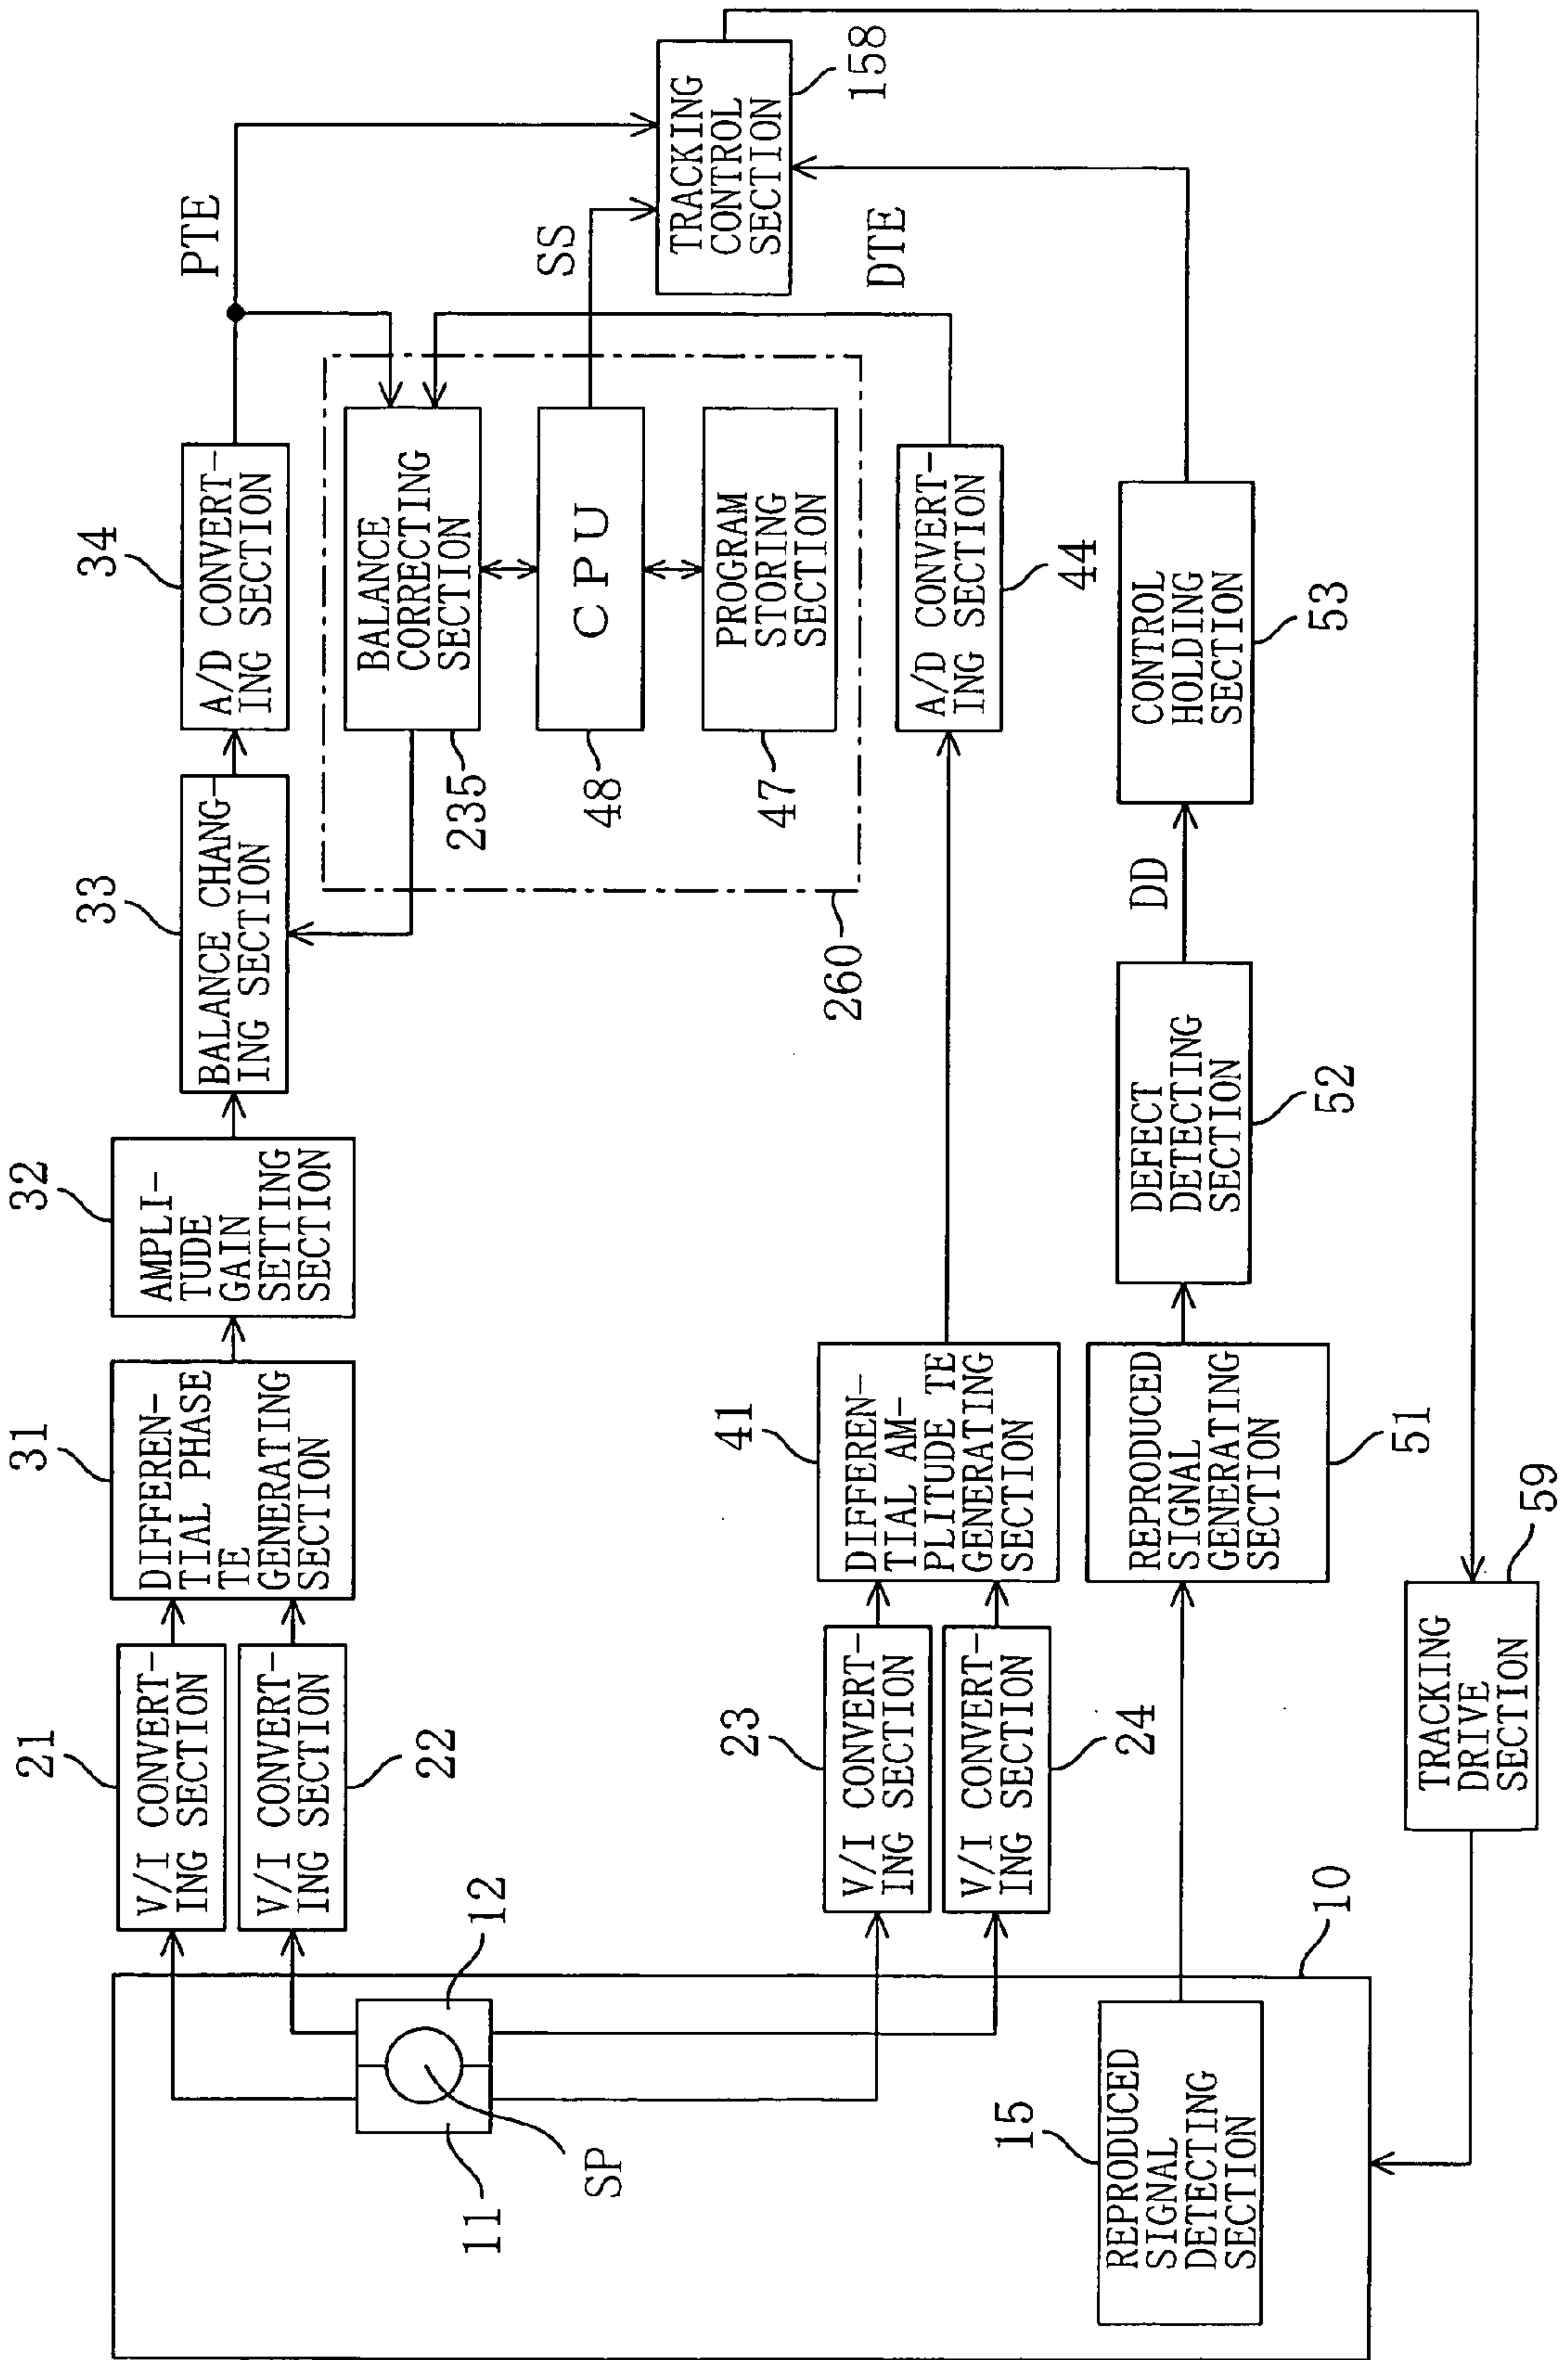 21
V/I CONVERT-
ING SECTION
V/I CONVERT-
ING SECTION
22
31
DIFFEREN-
TIAL PHASE
TE
GENERATING
SECTION
32
AMPLI-
TUDE
GAIN
SETTING
SECTION
33
BALANCE CHANG-
ING SECTION
34
A/D CONVERT-
ING SECTION
PTE
BALANCE
CORRECTING
SECTION
235
CPU
48
PROGRAM
STORING
SECTION
47
260
SS
TRACKING
CONTROL
SECTION
158
DTE
11
12
SP
23
V/I CONVERT-
ING SECTION
V/I CONVERT-
ING SECTION
24
41
DIFFEREN-
TIAL AM-
PLITUDE TE
GENERATING
SECTION
A/D CONVERT-
ING SECTION
44
15
REPRODUCED
SIGNAL
DETECTING
SECTION
10
REPRODUCED
SIGNAL
GENERATING
SECTION
51
DEFECT
DETECTING
SECTION
52
DD
CONTROL
HOLDING
SECTION
53
TRACKING
DRIVE
SECTION
59